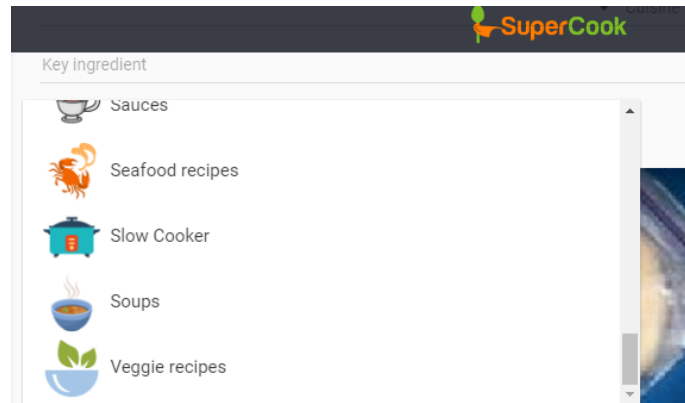 Cuisine
SuperCook
Key ingredient
Sauces
Seafood recipes
Slow Cooker
Soups
Veggie recipes